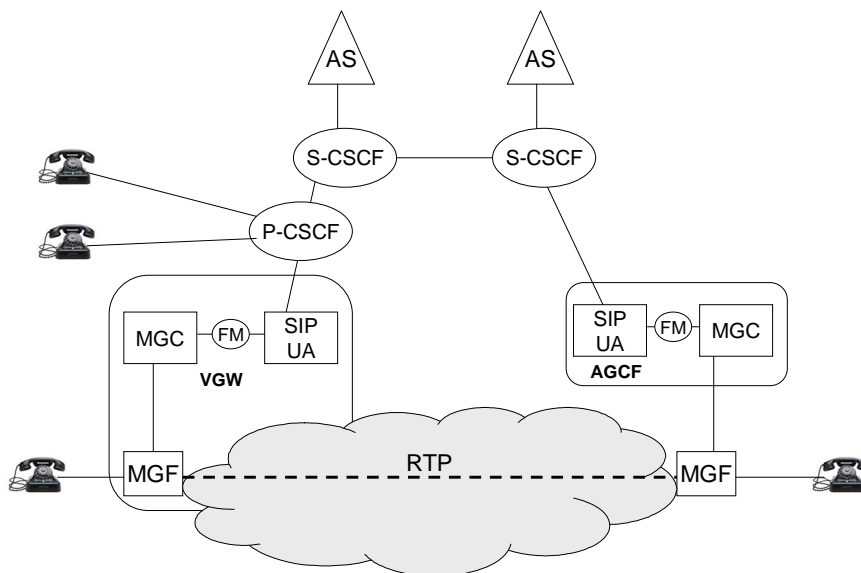 AS
AS
S-CSCF
S-CSCF
P-CSCF
MGC
FM
SIP
UA
VGW
SIP
UA
FM
MGC
AGCF
MGF
RTP
MGF